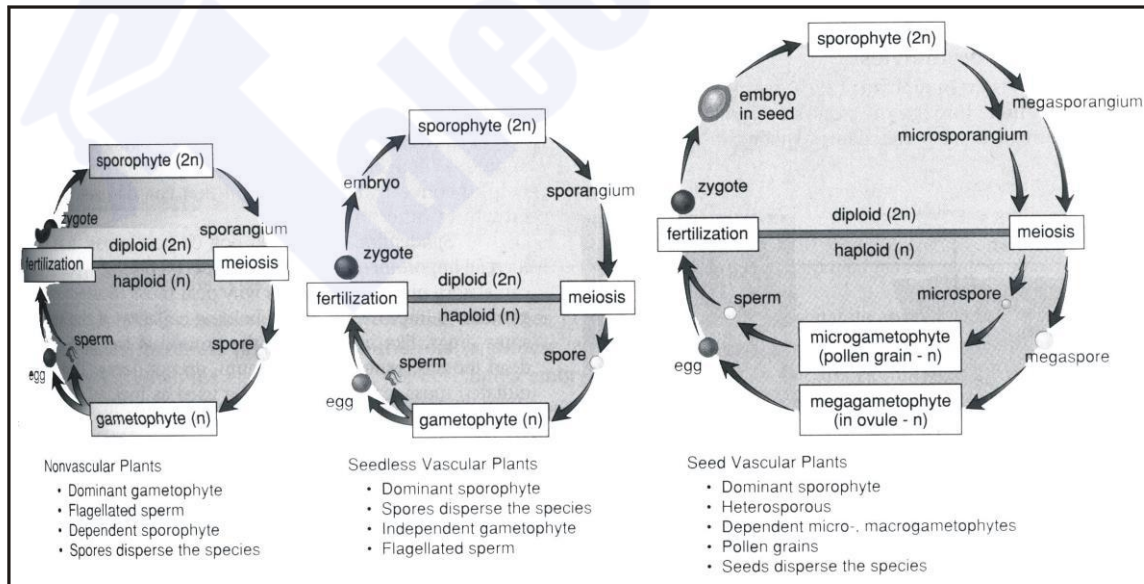 sporophyte (2n)
zygote
sporangium
diploid (2n)
fertilization
meiosis
haploid (n)
sperm
egg
spore
gametophyte (n)
Nonvascular Plants
• Dominant gametophyte
• Flagellated sperm
• Dependent sporophyte
• Spores disperse the species
sporophyte (2n)
embryo
sporangium
zygote
diploid (2n)
fertilization
meiosis
haploid (n)
sperm
spore
egg
gametophyte (n)
Seedless Vascular Plants
• Dominant sporophyte
• Spores disperse the species
• Independent gametophyte
• Flagellated sperm
sporophyte (2n)
embryo
in seed
megasporangium
microsporangium
zygote
diploid (2n)
fertilization
meiosis
haploid (n)
sperm
microspore
microgametophyte
(pollen grain - n)
egg
megaspore
megagametophyte
(in ovule - n)
Seed Vascular Plants
• Dominant sporophyte
• Heterosporous
• Dependent micro-. macrogametophytes
• Pollen grains
• Seeds disperse the species